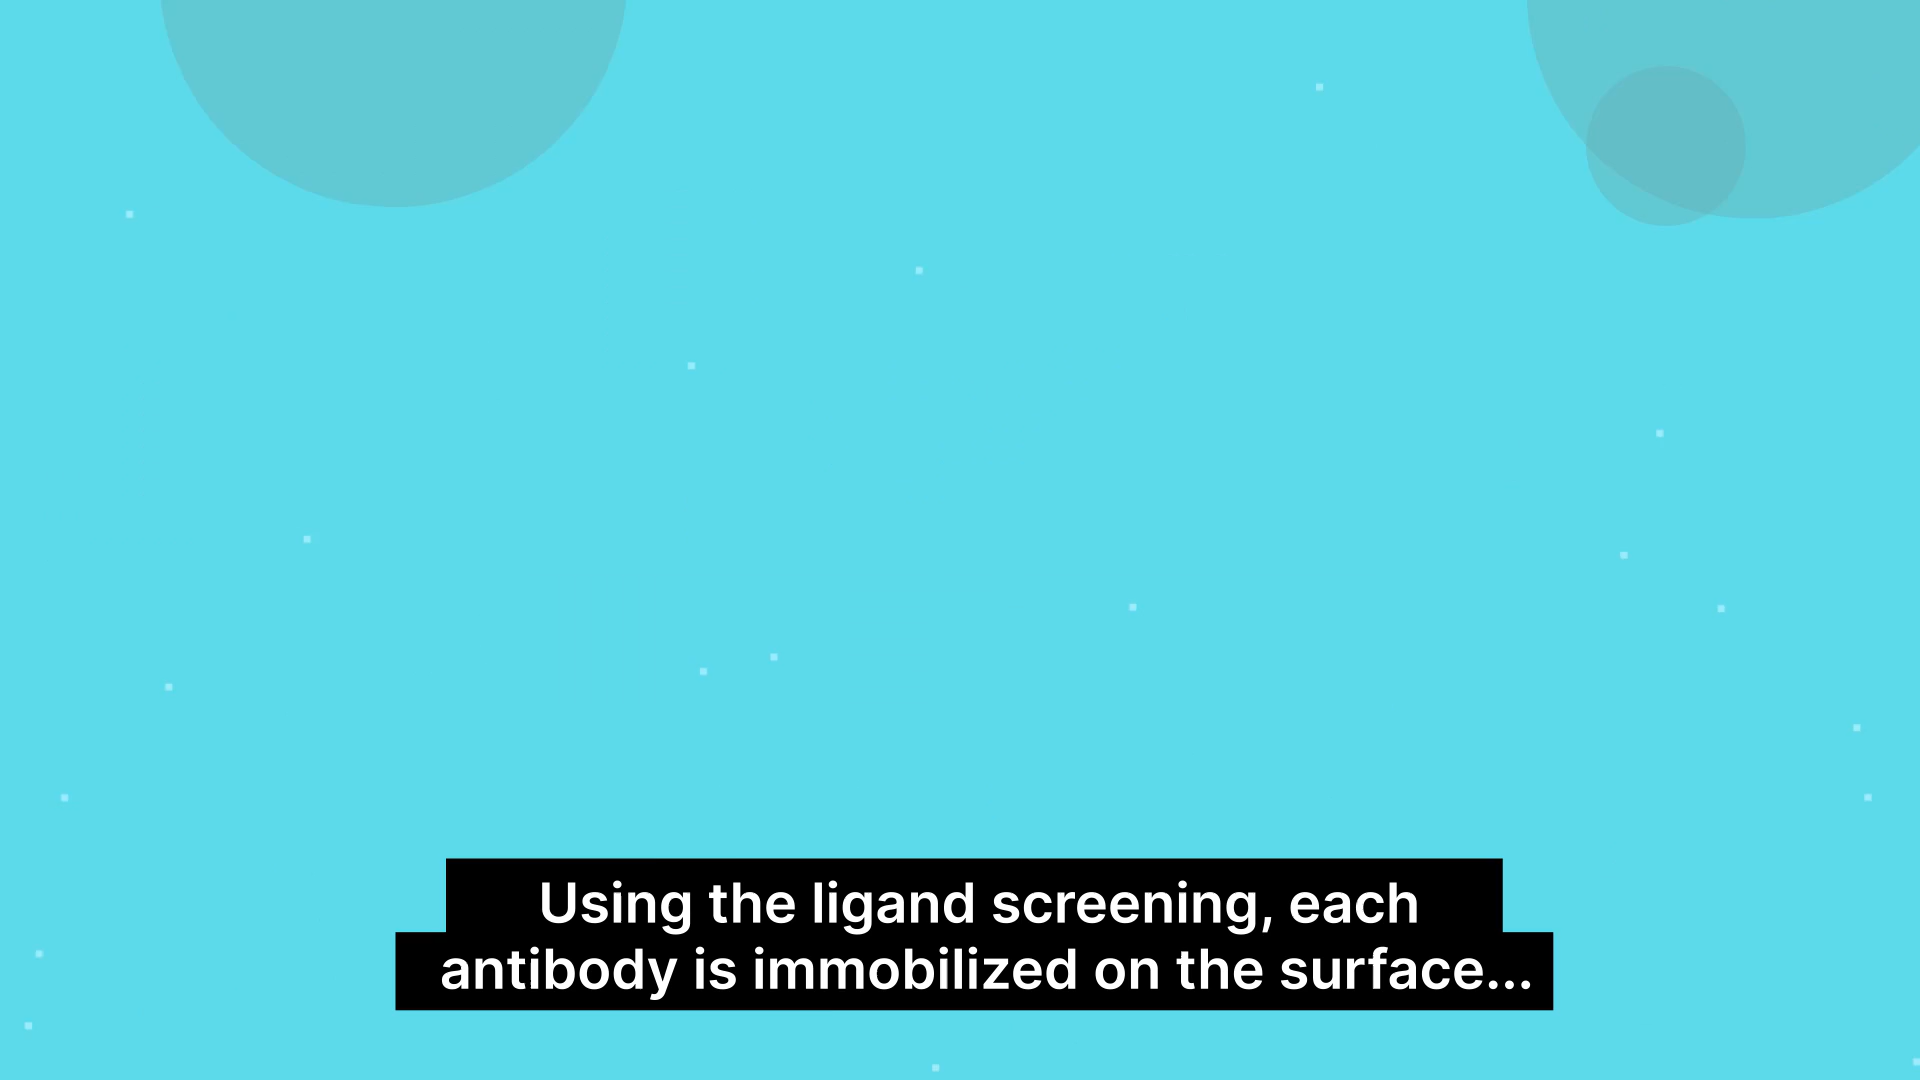 Using the ligand screening, each
antibody is immobilized on the surface...